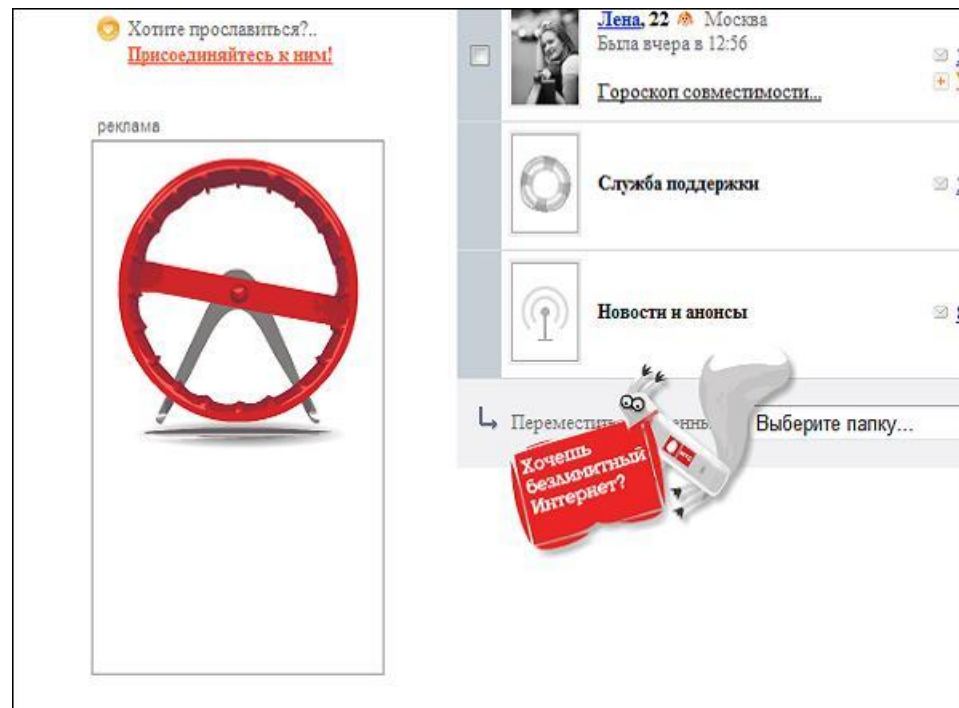 Хотите прославиться?..
Присоединяйтесь к ним!
реклама
Лена, 22 Москва
Была вчера в 12:56
Гороскоп совместимости...
Служба поддержки
Новости и анонсы
Выберите папку...
Хочешь
безлимитный
Интернет?